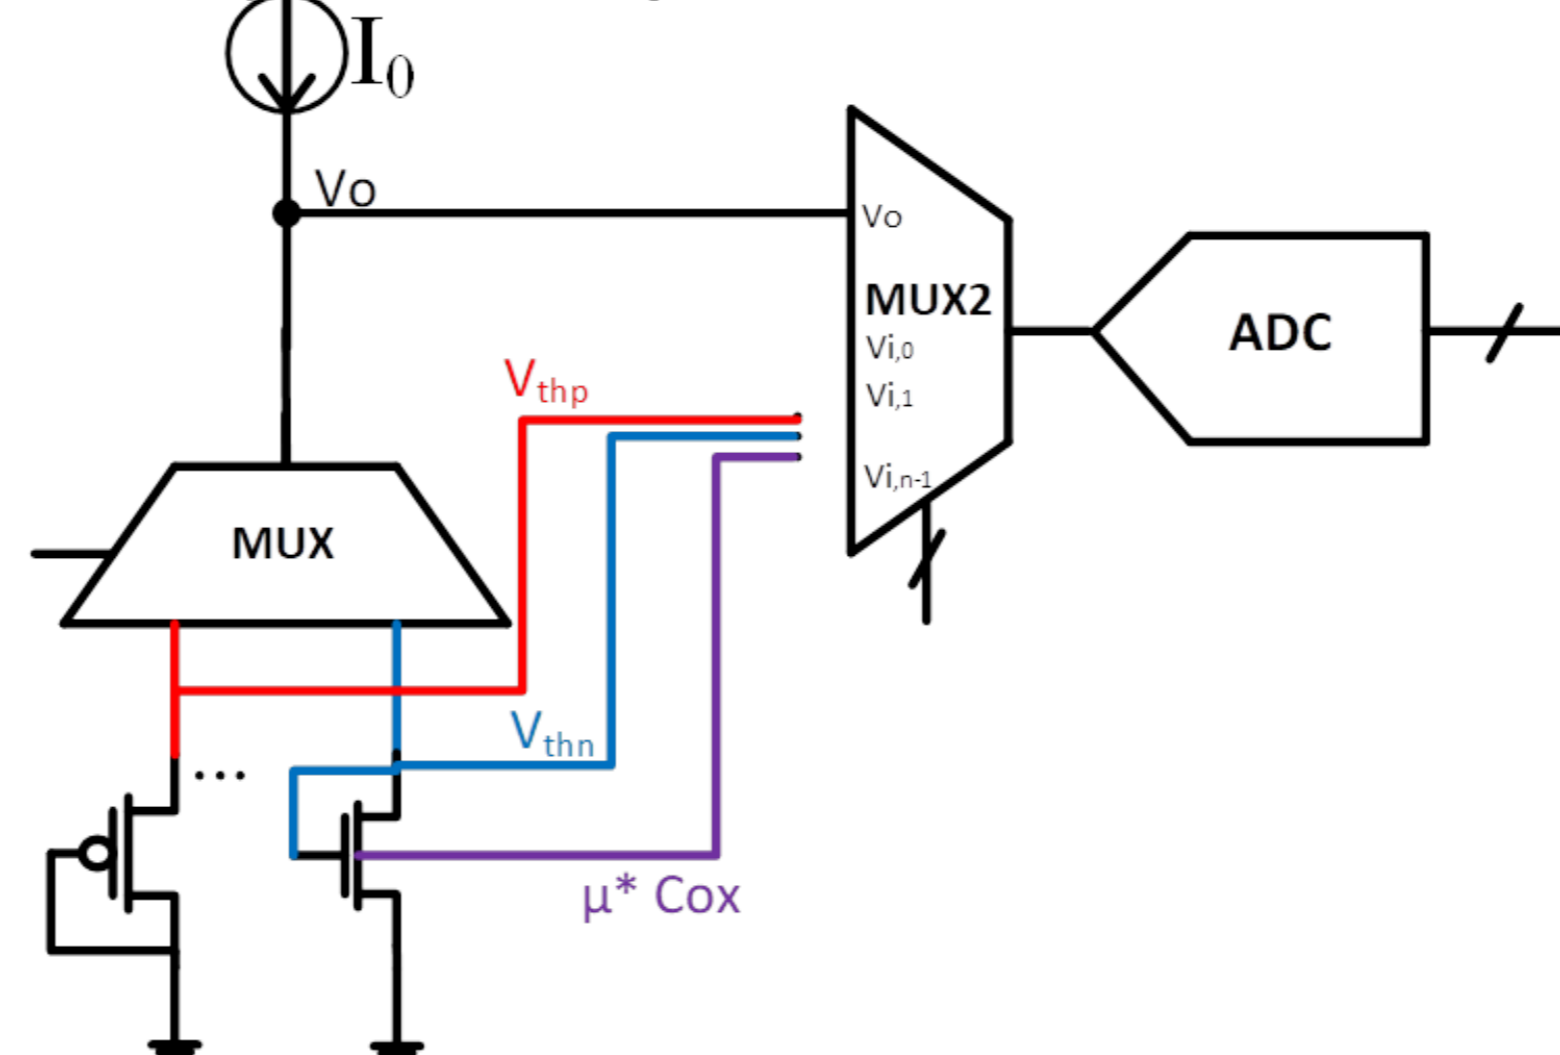 I0
Vo
Vo
MUX2
Vi,0
Vi,1
Vi,n-1
ADC
Vthp
MUX
Vthn
...
μ* Cox